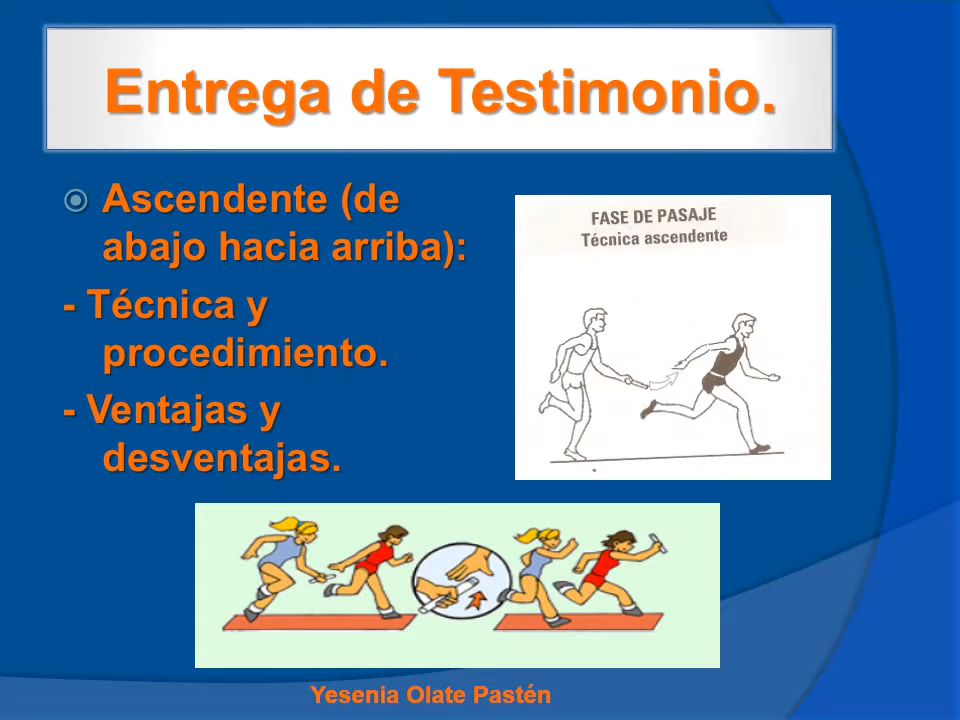 Entrega de Testimonio.
Ascendente (de
abajo hacia arriba):
- Técnica y
procedimiento.
- Ventajas y
desventajas.
FASE DE PASAJE
Técnica ascendente
Yesenia Olate Pastén